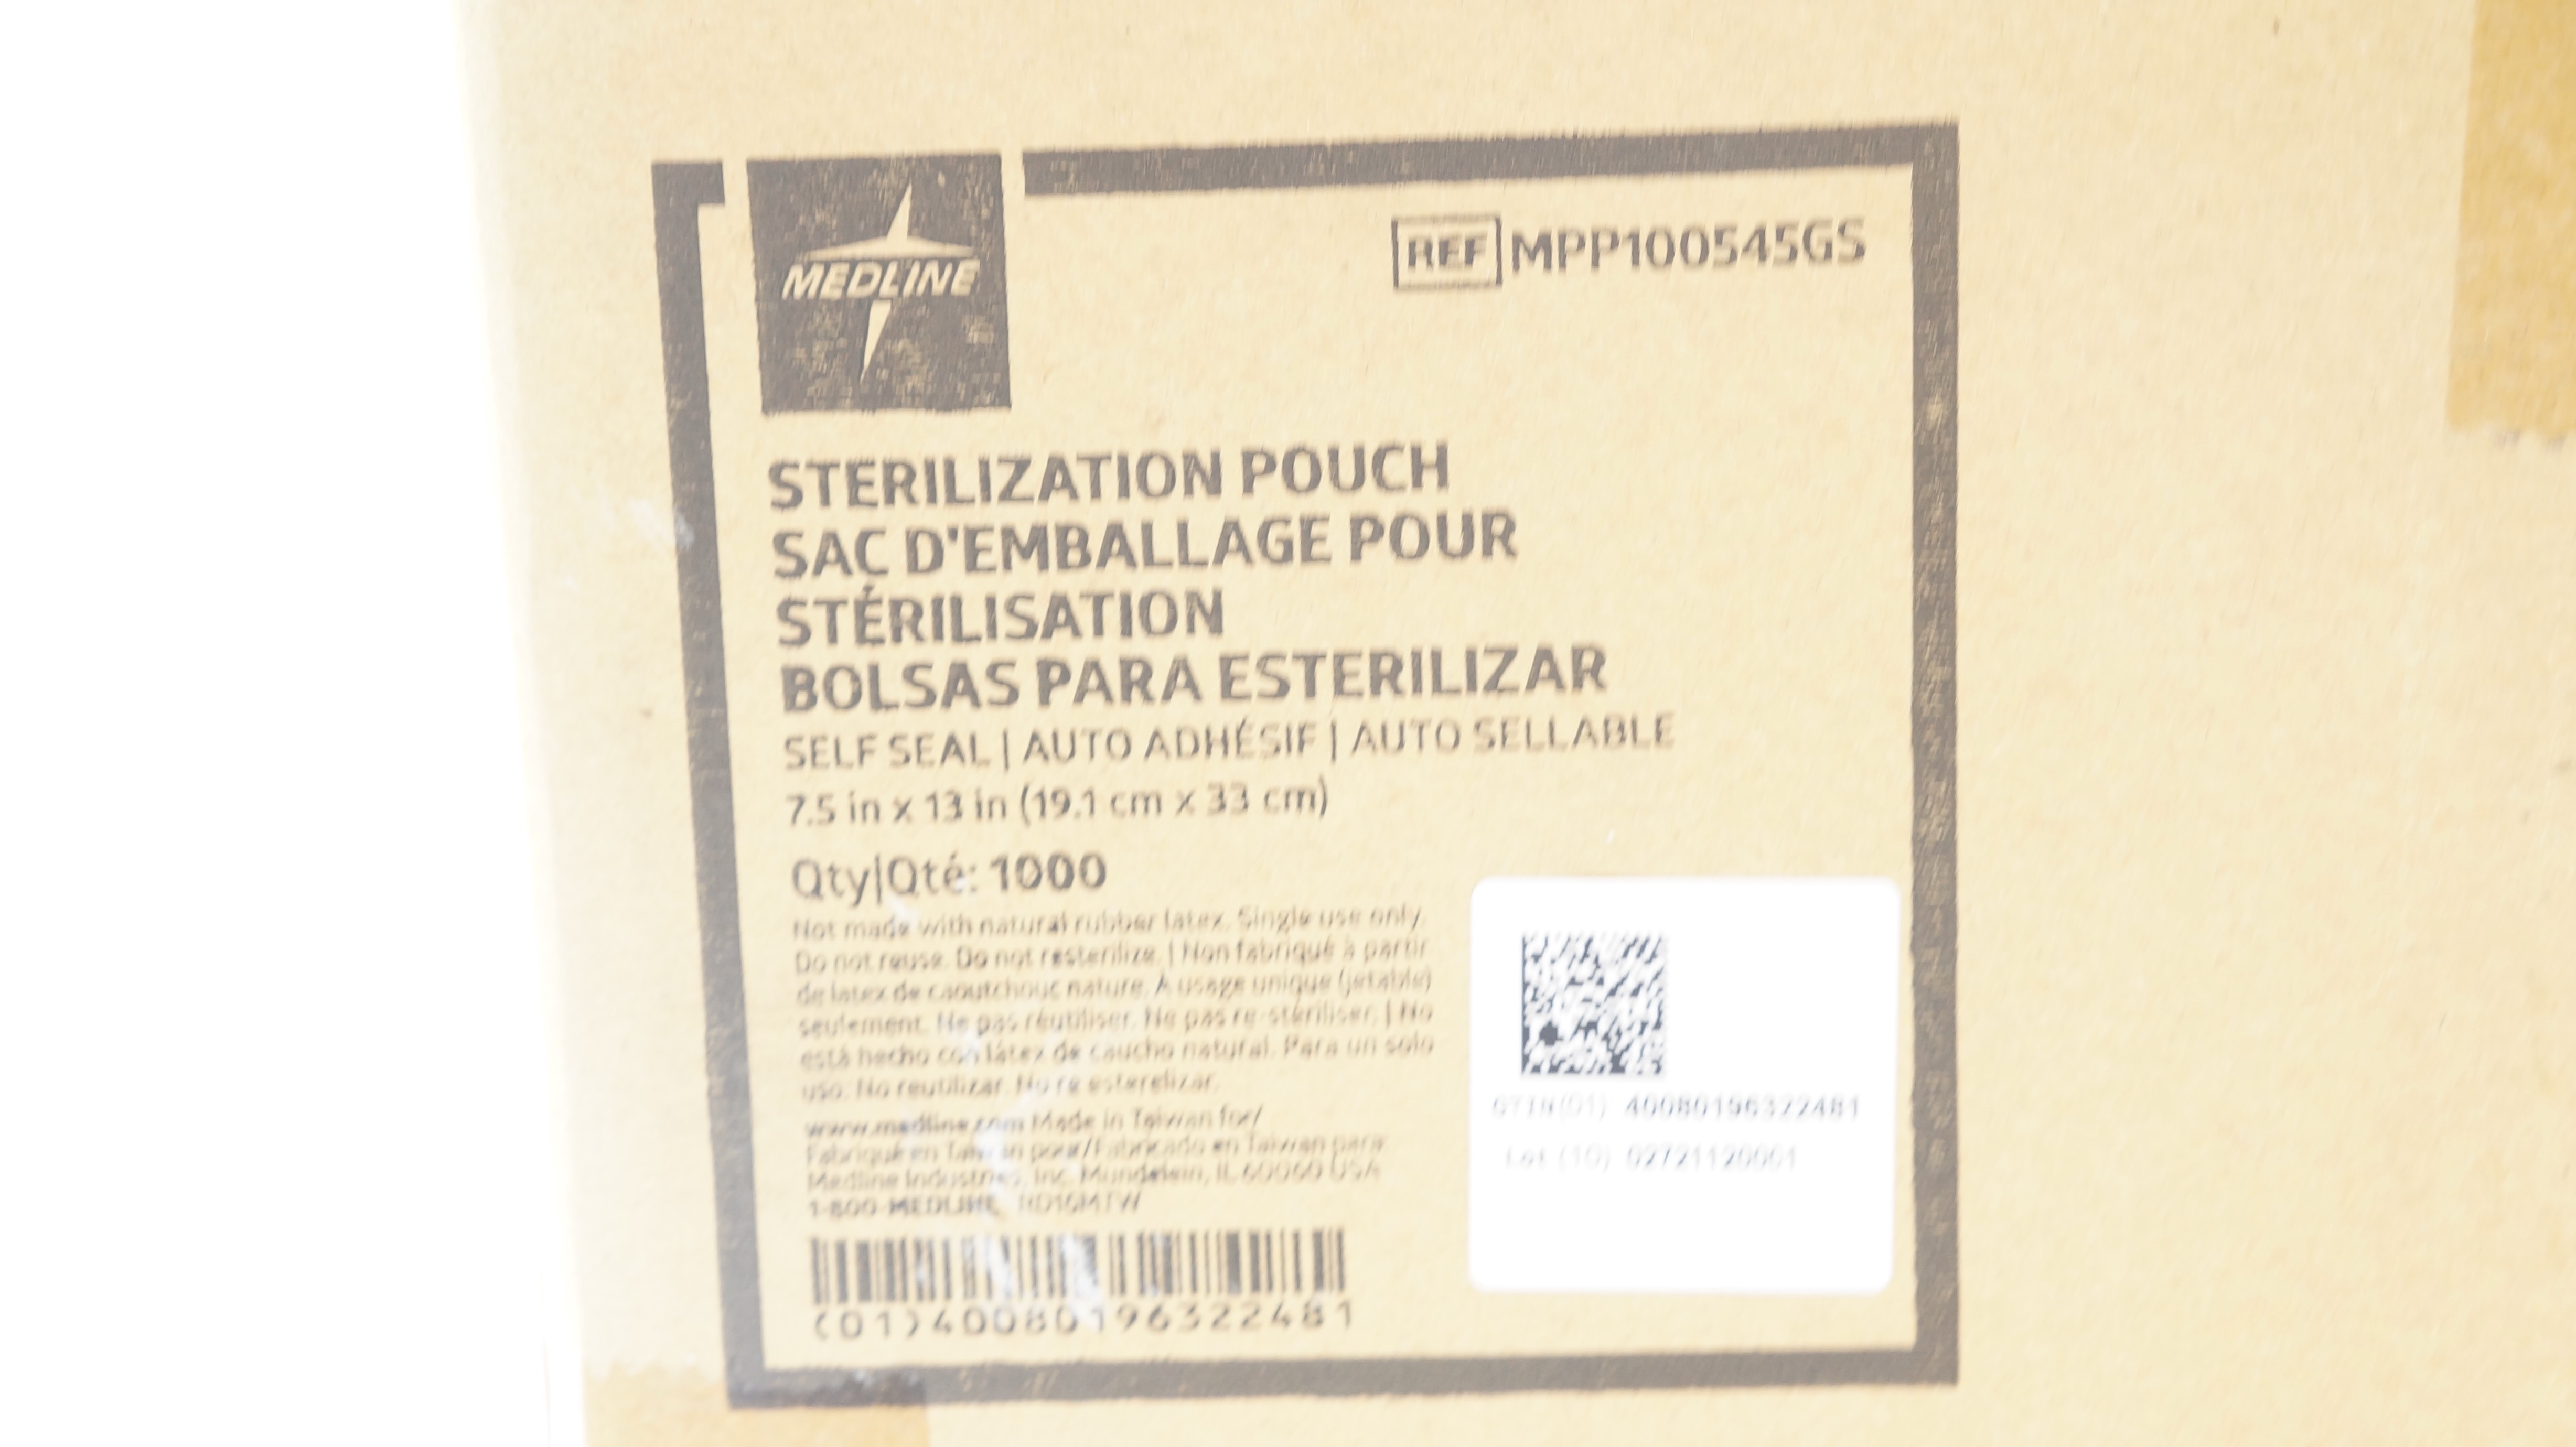 MEDLINE
REF MPP100545GS
STERILIZATION POUCH
SAC D'EMBALLAGE POUR
STÉRILISATION
BOLSAS PARA ESTERILIZAR
SELF SEAL | AUTO ADHÉSIF | AUTO SELLABLE
7.5 in x 13 in (19.1 cm x 33 cm)
Qty|Qté: 1000
Not made with natural rubber latex. Single use only.
Do not reuse. Do not resterilize. | Non fabriqué à partir
de latex de caoutchouc nature. À usage unique (jetable)
seulement. Ne pas réutiliser. Ne pas re-stériliser. | No
está hecho con látex de caucho natural. Para un solo
uso. No reutilizar. No re esterelizar.
www.medline.com Made in Taiwan for/
Fabriqué en Taiwan pour/Fabricado en Taiwan para:
Medline Industries, Inc. Mundelein, IL 60060 USA
1-800-MEDLINE
(01)40080196322481
(01) 40080196322481
Lot (10)